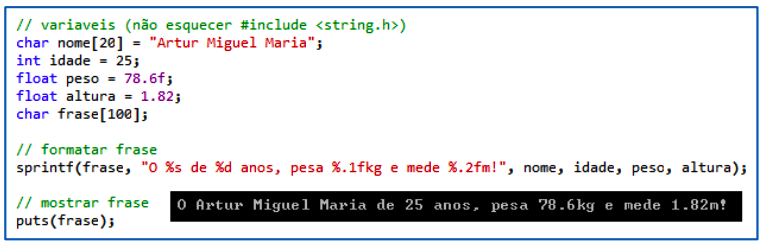 // variaveis (não esquecer #include <string.h>)
char nome[20] = "Artur Miguel Maria";
int idade = 25;
float peso = 78.6f;
float altura = 1.82;
char frase[100];
// formatar frase
sprintf(frase, "O %s de %d anos, pesa %.1fkg e mede %.2fm!", nome, idade, peso, altura);
// mostrar frase
O Artur Miguel Maria de 25 anos, pesa 78.6kg e mede 1.82m!
puts(frase);